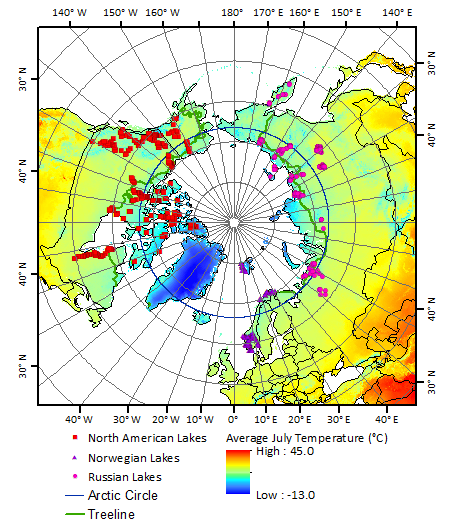 140° W 150° W 160° W 180° 170° E 160° E 150° E 140° E
30° N 30° N
40° N 40° N
40° N 40° N
30° N 30° N
40° W 30° W 20° W 10° W 0° 10° E 20° E 30° E 40° E
North American Lakes
Norwegian Lakes
Russian Lakes
Arctic Circle
Treeline
Average July Temperature (°C)
High : 45.0
Low : -13.0